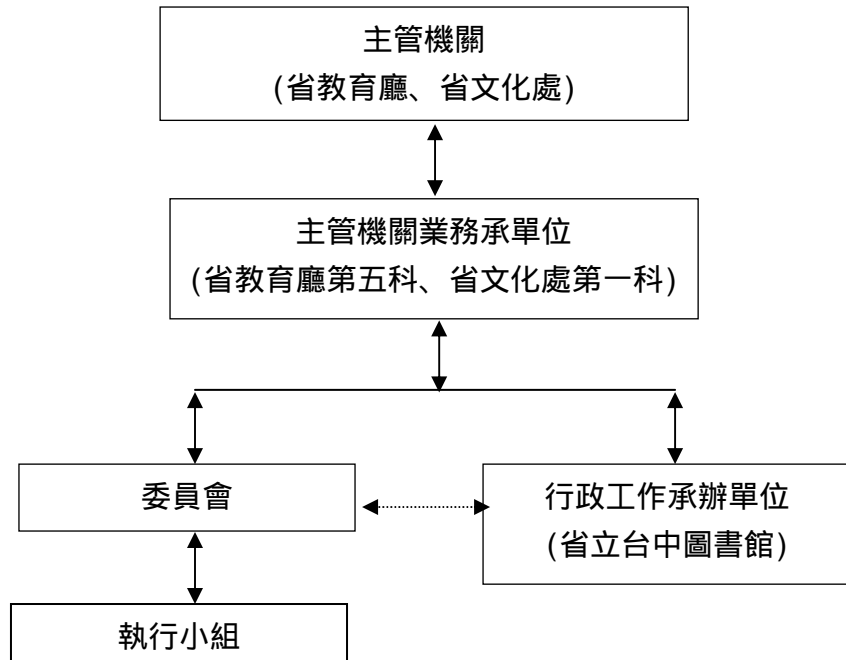 主管機關
(省教育廳、省文化處)
主管機關業務承單位
(省教育廳第五科、省文化處第一科)
委員會
行政工作承辦單位
(省立台中圖書館)
執行小組